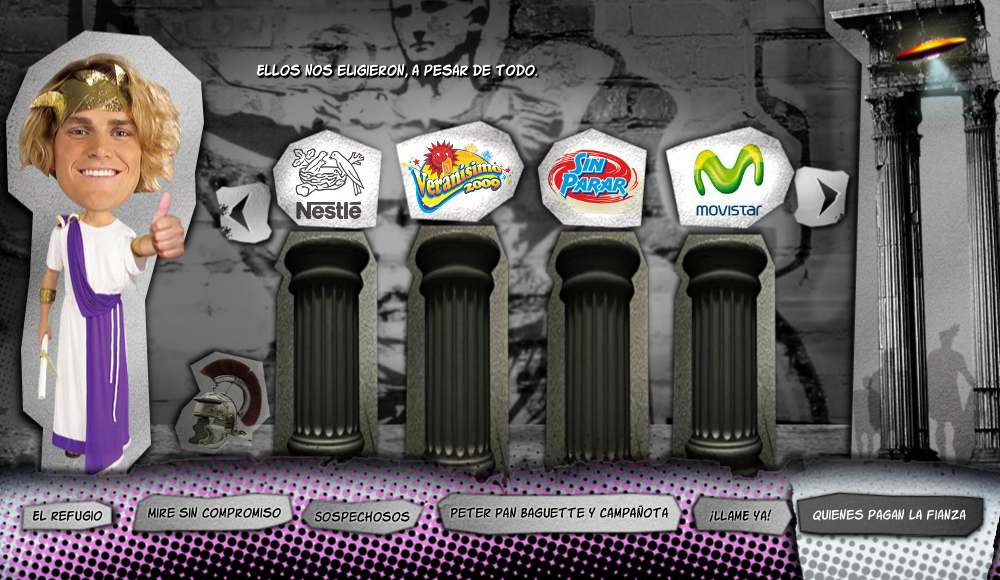 ELLOS NOS ELIGIERON, A PESAR DE TODO.
Nestlé
Veranísimo
2009
SIN
PARAR
movistar
EL REFUGIO
MIRE SIN COMPROMISO
SOSPECHOSOS
PETER PAN BAGUETTE Y CAMPAÑOTA
¡LLAME YA!
QUIENES PAGAN LA FIANZA